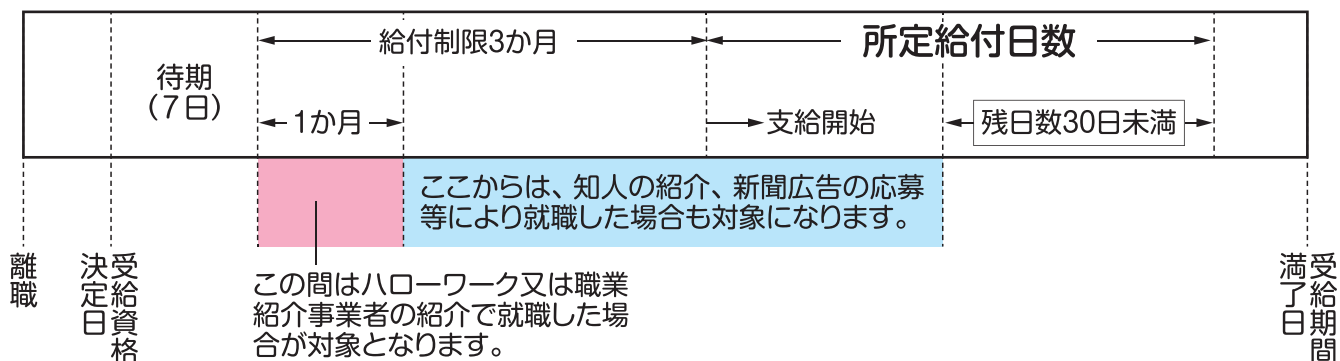 給付制限3か月
所定給付日数
待期
（7日）
1か月
支給開始
残日数30日未満
ここからは、知人の紹介、新聞広告の応募
等により就職した場合も対象になります。
この間はハローワーク又は職業
紹介事業者の紹介で就職した場
合が対象となります。
離職
受給資格
決定日
受給期間
満了日